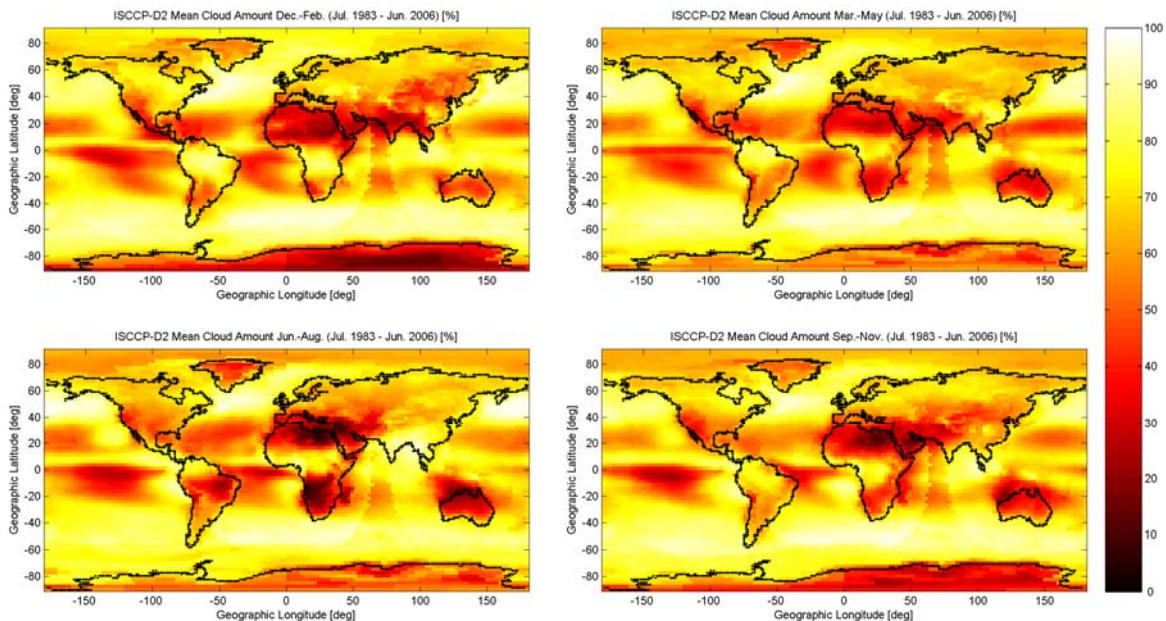 ISCCP-D2 Mean Cloud Amount Dec.-Feb. (Jul. 1983 - Jun. 2006) [%]
80
60
40
20
0
-20
-40
-60
-80
Geographic Latitude [deg]
-150 -100 -50 0 50 100 150
Geographic Longitude [deg]
ISCCP-D2 Mean Cloud Amount Mar.-May (Jul. 1983 - Jun. 2006) [%]
80
60
40
20
0
-20
-40
-60
-80
Geographic Latitude [deg]
-150 -100 -50 0 50 100 150
Geographic Longitude [deg]
ISCCP-D2 Mean Cloud Amount Jun.-Aug. (Jul. 1983 - Jun. 2006) [%]
80
60
40
20
0
-20
-40
-60
-80
Geographic Latitude [deg]
-150 -100 -50 0 50 100 150
Geographic Longitude [deg]
ISCCP-D2 Mean Cloud Amount Sep.-Nov. (Jul. 1983 - Jun. 2006) [%]
80
60
40
20
0
-20
-40
-60
-80
Geographic Latitude [deg]
-150 -100 -50 0 50 100 150
Geographic Longitude [deg]
100
90
80
70
60
50
40
30
20
10
0